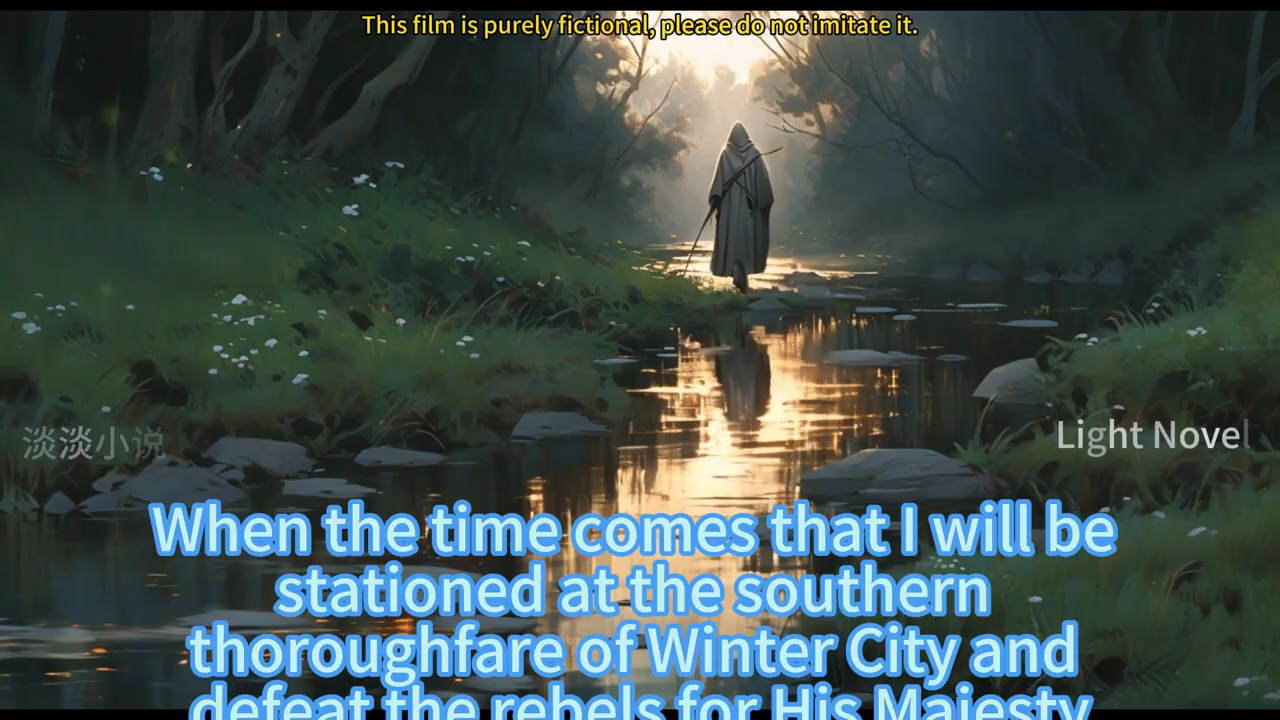 This film is purely fictional, please do not imitate it.
淡淡小说
Light Novel
When the time comes that I will be
stationed at the southern
thoroughfare of Winter City and
defeat the rebels for His Majesty